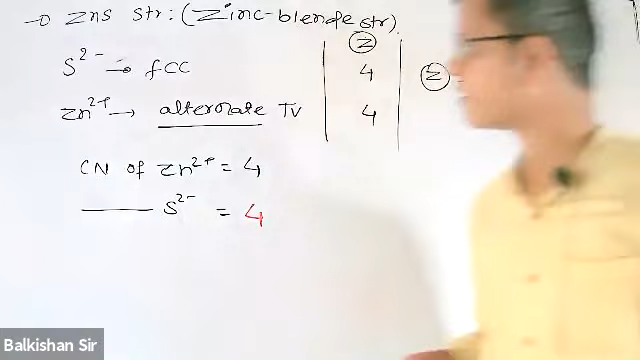 → ZnS str: (Zinc-blende str)
Z
S²⁻ → fCC 4 Z
Zn²⁺ → alternate TV 4
CN of Zn²⁺ = 4
—— S²⁻ = 4
Balkishan Sir